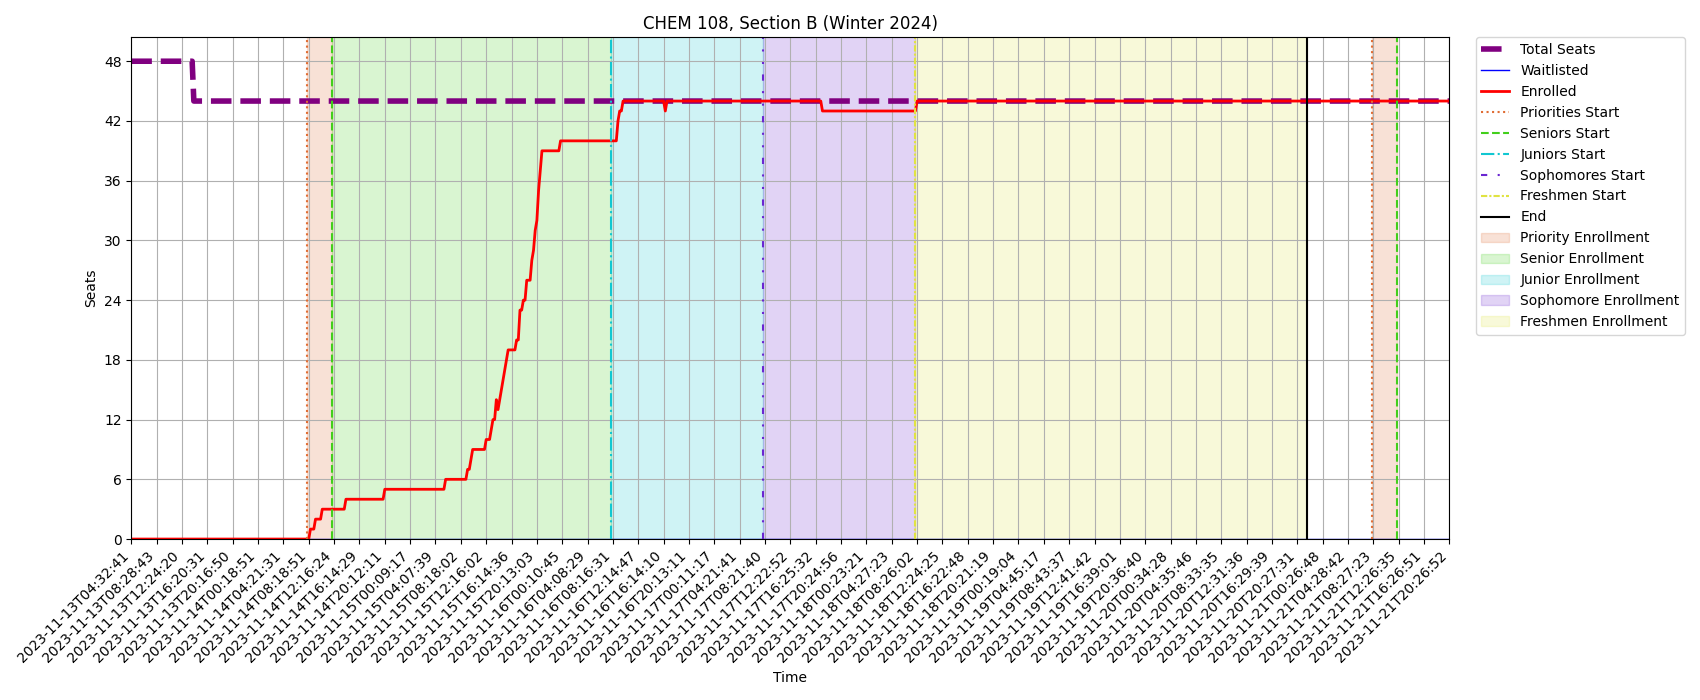 CHEM 108, Section B (Winter 2024)
Seats
48
42
36
30
24
18
12
6
0
2023-11-13T04:32:41
2023-11-13T08:28:43
2023-11-13T12:24:20
2023-11-13T16:20:31
2023-11-13T20:16:50
2023-11-14T00:18:51
2023-11-14T04:21:31
2023-11-14T08:18:51
2023-11-14T12:16:24
2023-11-14T16:14:29
2023-11-14T20:12:11
2023-11-15T00:09:17
2023-11-15T04:07:39
2023-11-15T08:18:02
2023-11-15T12:16:02
2023-11-15T16:14:36
2023-11-15T20:13:03
2023-11-16T00:10:45
2023-11-16T04:08:29
2023-11-16T08:16:31
2023-11-16T12:14:47
2023-11-16T16:14:10
2023-11-16T20:13:11
2023-11-17T00:11:17
2023-11-17T04:21:41
2023-11-17T08:21:40
2023-11-17T12:22:52
2023-11-17T16:25:32
2023-11-17T20:24:56
2023-11-18T00:23:21
2023-11-18T04:27:23
2023-11-18T08:26:02
2023-11-18T12:24:25
2023-11-18T16:22:48
2023-11-18T20:21:19
2023-11-19T00:19:04
2023-11-19T04:45:17
2023-11-19T08:43:37
2023-11-19T12:41:42
2023-11-19T16:39:01
2023-11-19T20:36:40
2023-11-20T00:34:28
2023-11-20T04:35:46
2023-11-20T08:33:35
2023-11-20T12:31:36
2023-11-20T16:29:39
2023-11-20T20:27:31
2023-11-21T00:26:48
2023-11-21T04:28:42
2023-11-21T08:27:23
2023-11-21T12:26:35
2023-11-21T16:26:51
2023-11-21T20:26:52
Time
Total Seats
Waitlisted
Enrolled
Priorities Start
Seniors Start
Juniors Start
Sophomores Start
Freshmen Start
End
Priority Enrollment
Senior Enrollment
Junior Enrollment
Sophomore Enrollment
Freshmen Enrollment